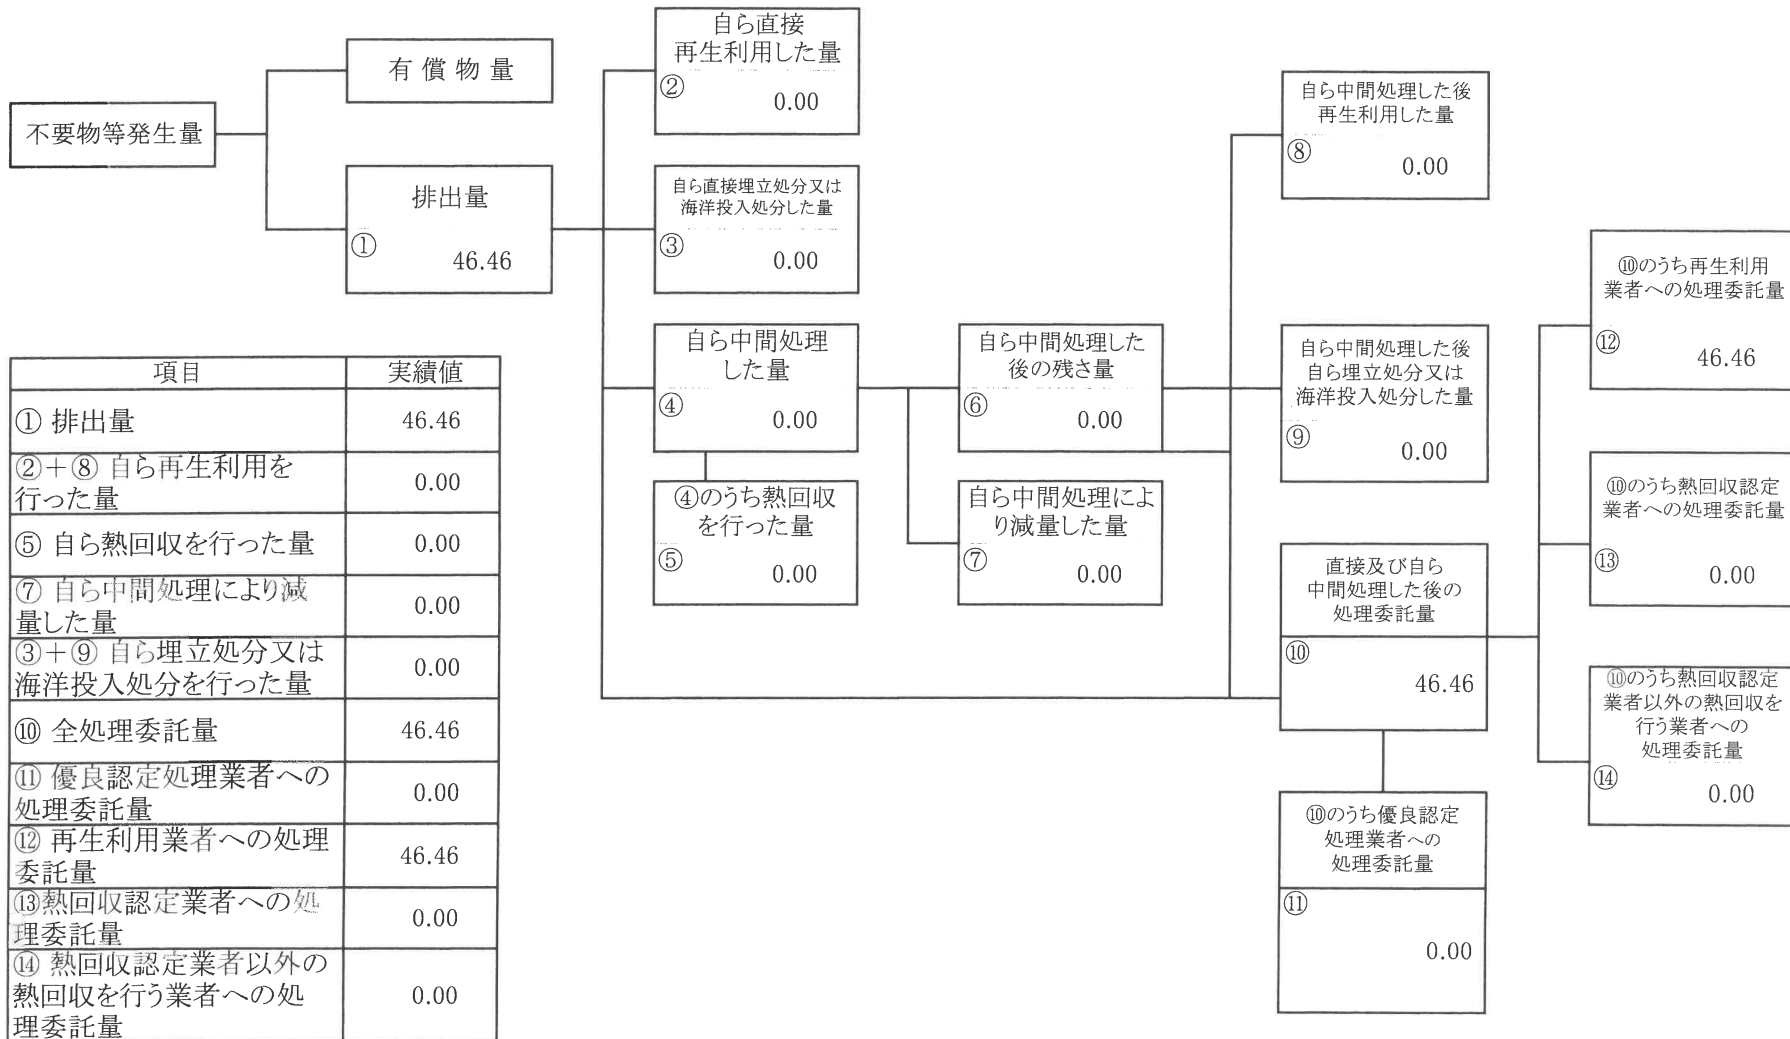 不要物等発生量
有償物量
排出量
①
46.46
自ら直接
再生利用した量
②
0.00
自ら直接埋立処分又は
海洋投入処分した量
③
0.00
自ら中間処理
した量
④
0.00
④のうち熱回収
を行った量
⑤
0.00
自ら中間処理した
後の残さ量
⑥
0.00
自ら中間処理によ
り減量した量
⑦
0.00
自ら中間処理した後
再生利用した量
⑧
0.00
自ら中間処理した後
自ら埋立処分又は
海洋投入処分した量
⑨
0.00
直接及び自ら
中間処理した後の
処理委託量
⑩
46.46
⑩のうち優良認定
処理業者への
処理委託量
⑪
0.00
⑩のうち再生利用
業者への処理委託量
⑫
46.46
⑩のうち熱回収認定
業者への処理委託量
⑬
0.00
⑩のうち熱回収認定
業者以外の熱回収を
行う業者への
処理委託量
⑭
0.00
項目 実績値
① 排出量 46.46
②+⑧ 自ら再生利用を
行った量 0.00
⑤ 自ら熱回収を行った量 0.00
⑦ 自ら中間処理により減
量した量 0.00
③+⑨ 自ら埋立処分又は
海洋投入処分を行った量 0.00
⑩ 全処理委託量 46.46
⑪ 優良認定処理業者への
処理委託量 0.00
⑫ 再生利用業者への処理
委託量 46.46
⑬熱回収認定業者への処
理委託量 0.00
⑭ 熱回収認定業者以外の
熱回収を行う業者への処
理委託量 0.00